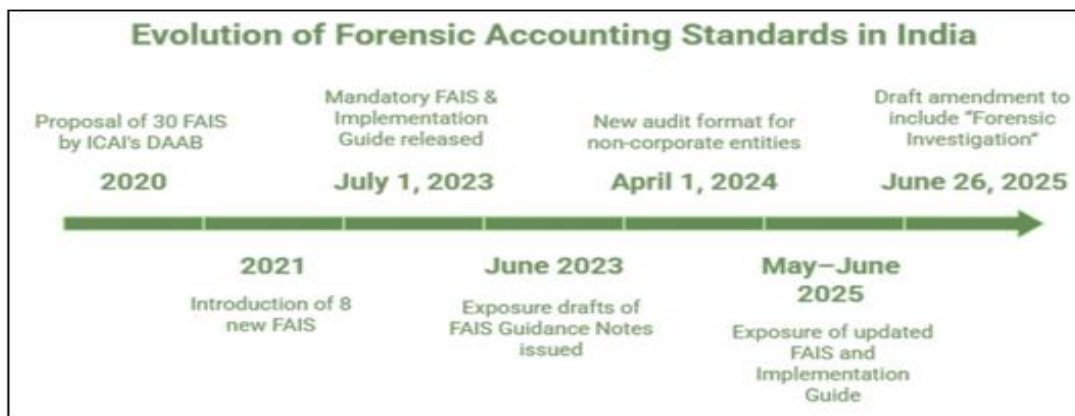 Evolution of Forensic Accounting Standards in India
Proposal of 30 FAIS
by ICAI's DAAB
2020
Mandatory FAIS &
Implementation
Guide released
July 1, 2023
New audit format for
non-corporate entities
April 1, 2024
Draft amendment to
include "Forensic
Investigation"
June 26, 2025
2021
Introduction of 8
new FAIS
June 2023
Exposure drafts of
FAIS Guidance Notes
issued
May–June
2025
Exposure of updated
FAIS and
Implementation
Guide